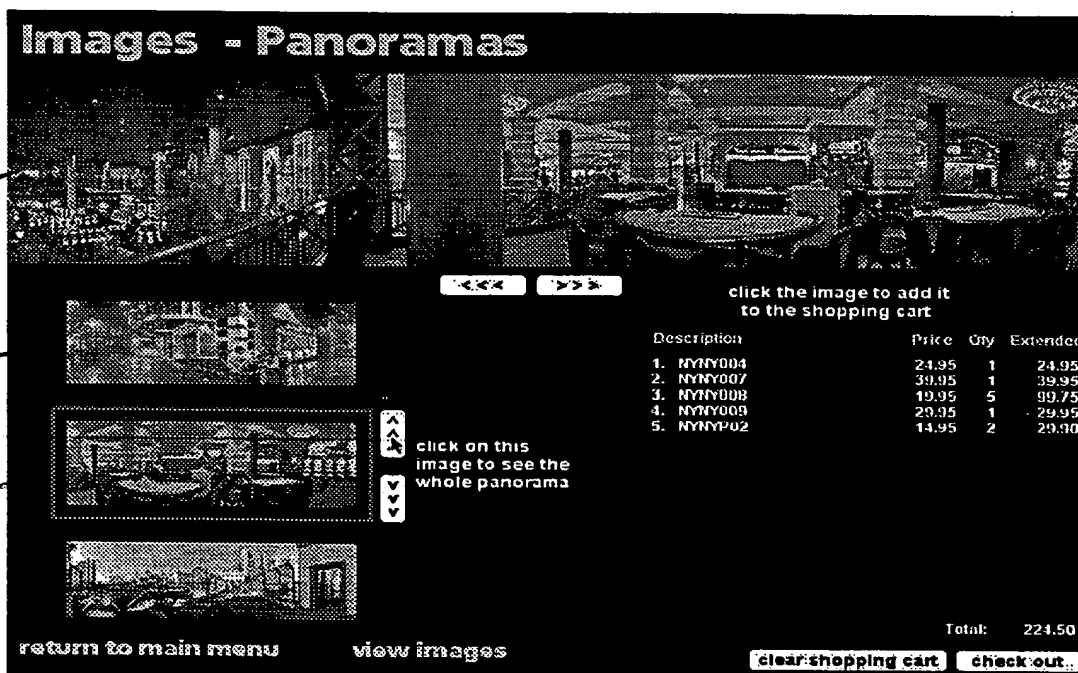 Images - Panoramas
<<< >>>
click the image to add it
to the shopping cart
Description Price Qty Extended
1. NYNY004 24.95 1 24.95
2. NYNY007 39.95 1 39.95
3. NYNY008 19.95 5 99.75
4. NYNY009 29.95 1 29.95
5. NYNYP02 14.95 2 29.90
click on this
image to see the
whole panorama
Total: 224.50
return to main menu view images
clear shopping cart check out..